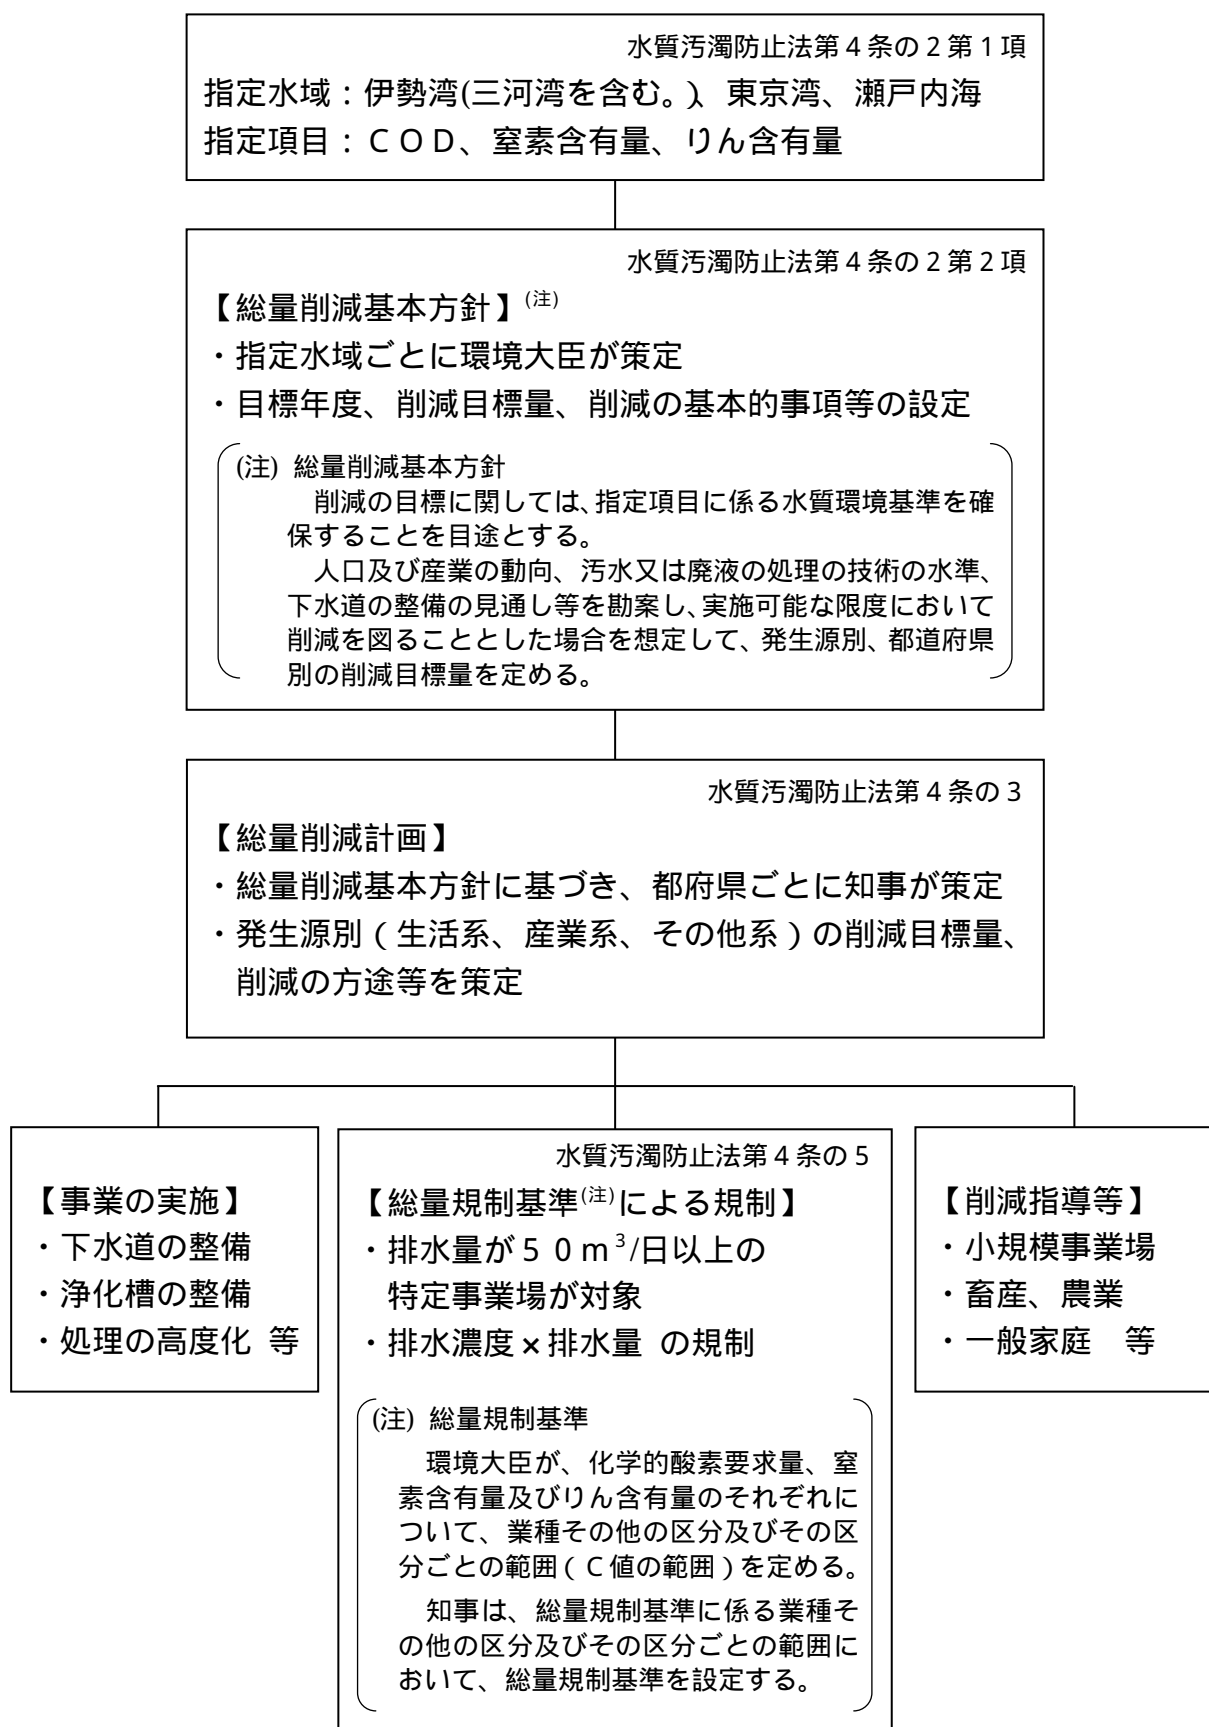 水質汚濁防止法第４条の２第１項
指定水域：伊勢湾(三河湾を含む。)、東京湾、瀬戸内海
指定項目：ＣＯＤ、窒素含有量、りん含有量
水質汚濁防止法第４条の２第２項
【総量削減基本方針】(注)
・指定水域ごとに環境大臣が策定
・目標年度、削減目標量、削減の基本的事項等の設定
(注) 総量削減基本方針
削減の目標に関しては、指定項目に係る水質環境基準を確
保することを目途とする。
人口及び産業の動向、汚水又は廃液の処理の技術の水準、
下水道の整備の見通し等を勘案し、実施可能な限度において
削減を図ることとした場合を想定して、発生源別、都道府県
別の削減目標量を定める。
水質汚濁防止法第４条の３
【総量削減計画】
・総量削減基本方針に基づき、都府県ごとに知事が策定
・発生源別（生活系、産業系、その他系）の削減目標量、
削減の方途等を策定
【事業の実施】
・下水道の整備
・浄化槽の整備
・処理の高度化 等
水質汚濁防止法第４条の５
【総量規制基準(注)による規制】
・排水量が５０ｍ³/日以上の
特定事業場が対象
・排水濃度×排水量 の規制
(注) 総量規制基準
環境大臣が、化学的酸素要求量、窒
素含有量及びりん含有量のそれぞれに
ついて、業種その他の区分及びその区
分ごとの範囲（Ｃ値の範囲）を定める。
知事は、総量規制基準に係る業種そ
の他の区分及びその区分ごとの範囲に
おいて、総量規制基準を設定する。
【削減指導等】
・小規模事業場
・畜産、農業
・一般家庭　等